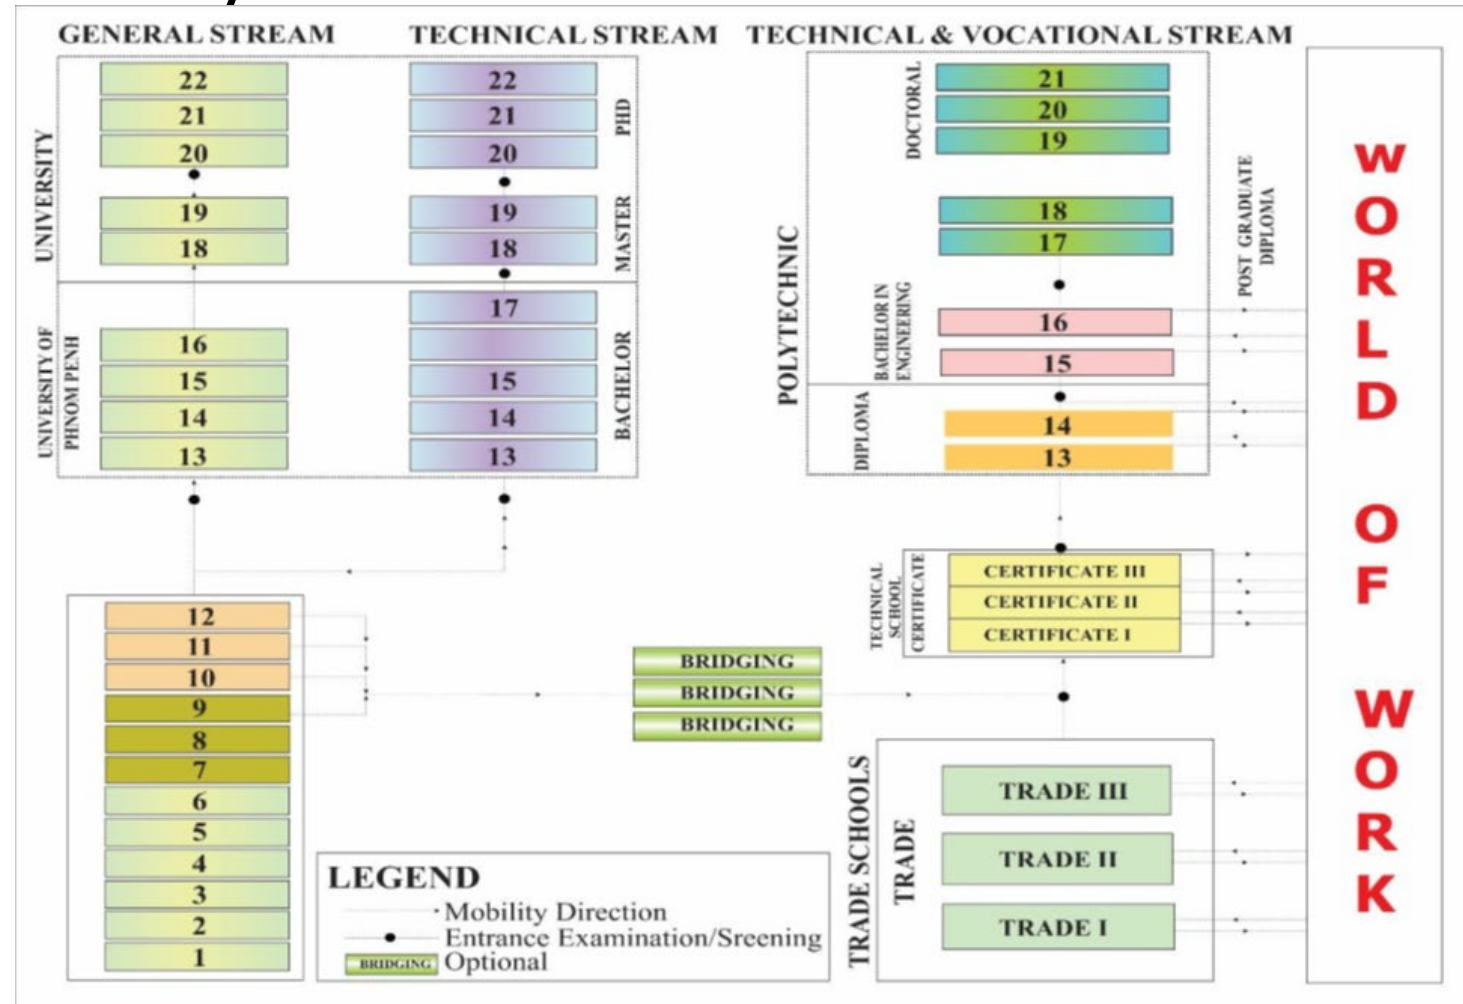 GENERAL STREAM
TECHNICAL STREAM
TECHNICAL & VOCATIONAL STREAM
UNIVERSITY
22
21
20
19
18
UNIVERSITY OF
PHNOM PENH
16
15
14
13
22
21
20
PHD
19
18
MASTER
17
15
14
13
BACHELOR
POLYTECHNIC
DOCTORAL
21
20
19
18
17
POST GRADUATE
DIPLOMA
BACHELOR IN
ENGINEERING
16
15
DIPLOMA
14
13
TECHNICAL
SCHOOL
CERTIFICATE
CERTIFICATE III
CERTIFICATE II
CERTIFICATE I
12
11
10
9
8
7
6
5
4
3
2
1
BRIDGING
BRIDGING
BRIDGING
TRADE SCHOOLS
TRADE
TRADE III
TRADE II
TRADE I
LEGEND
Mobility Direction
Entrance Examination/Sreening
BRIDGING Optional
WORLD OF WORK